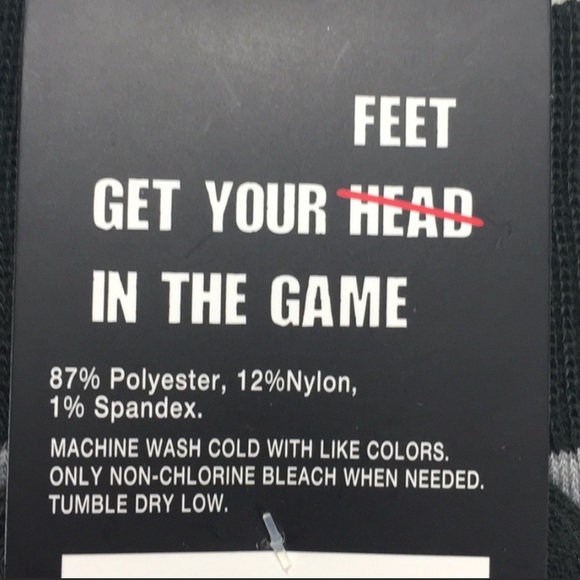 FEET
GET YOUR HEAD
IN THE GAME
87% Polyester, 12%Nylon,
1% Spandex.
MACHINE WASH COLD WITH LIKE COLORS.
ONLY NON-CHLORINE BLEACH WHEN NEEDED.
TUMBLE DRY LOW.